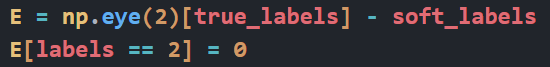 E = np.eye(2)[true_labels] - soft_labels
E[labels == 2] = 0